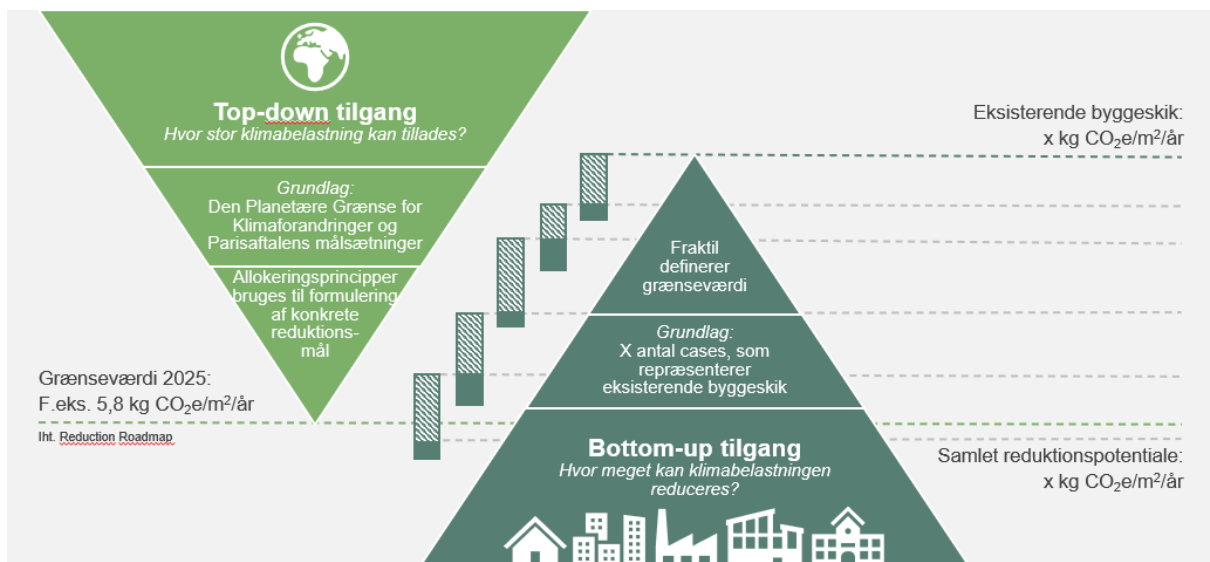 Top-down tilgang
Hvor stor klimabelastning kan tillades?
Grundlag:
Den Planetære Grænse for
Klimaforandringer og
Parisaftalens målsætninger
Allokeringsprincipper
bruges til formulering
af konkrete
reduktions-
mål
Grænseværdi 2025:
F.eks. 5,8 kg CO₂e/m²/år
Iht. Reduction Roadmap
Eksisterende byggeskik:
x kg CO₂e/m²/år
Fraktil
definerer
grænseværdi
Grundlag:
X antal cases, som
repræsenterer
eksisterende byggeskik
Bottom-up tilgang
Hvor meget kan klimabelastningen
reduceres?
Samlet reduktionspotentiale:
x kg CO₂e/m²/år